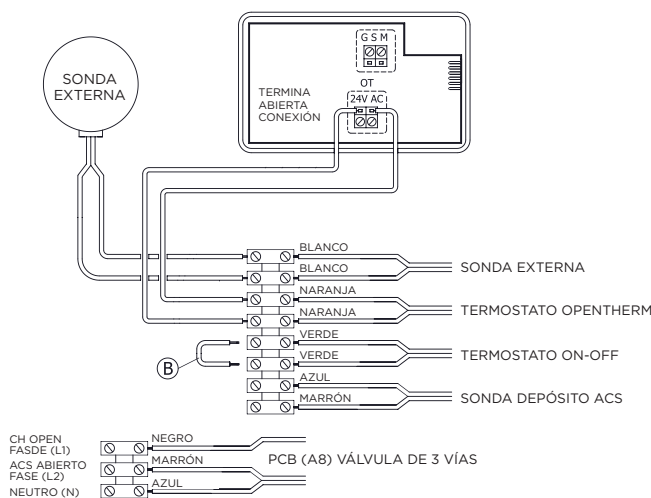 SONDA
EXTERNA
G S M
OT
24V AC
TERMINA
ABIERTA
CONEXIÓN
BLANCO
BLANCO
SONDA EXTERNA
NARANJA
NARANJA
TERMOSTATO OPENTHERM
VERDE
VERDE
TERMOSTATO ON-OFF
B
AZUL
MARRÓN
SONDA DEPÓSITO ACS
CH OPEN
FASDE (L1)
NEGRO
ACS ABIERTO
FASE (L2)
MARRÓN
PCB (A8) VÁLVULA DE 3 VÍAS
NEUTRO (N)
AZUL